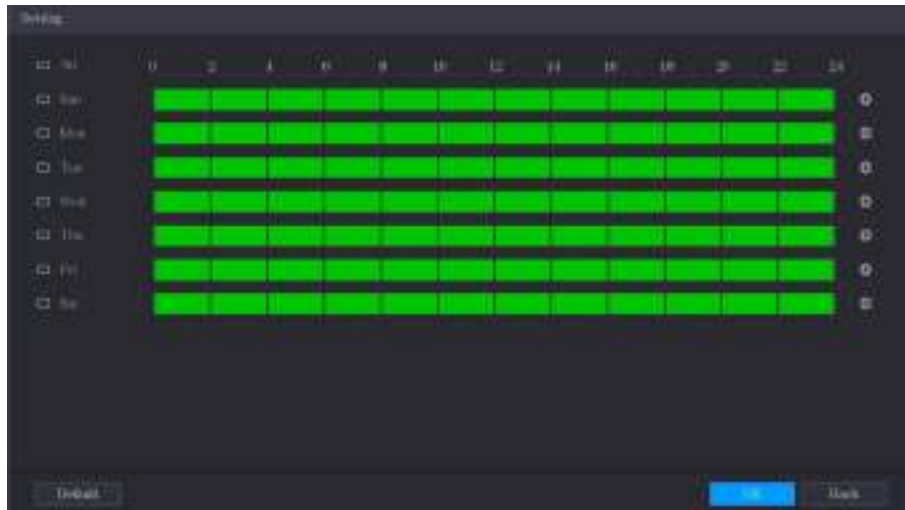 Setting
All 0 2 4 6 8 10 12 14 16 18 20 22 24
Sun
Mon
Tue
Wed
Thu
Fri
Sat
Default OK Back